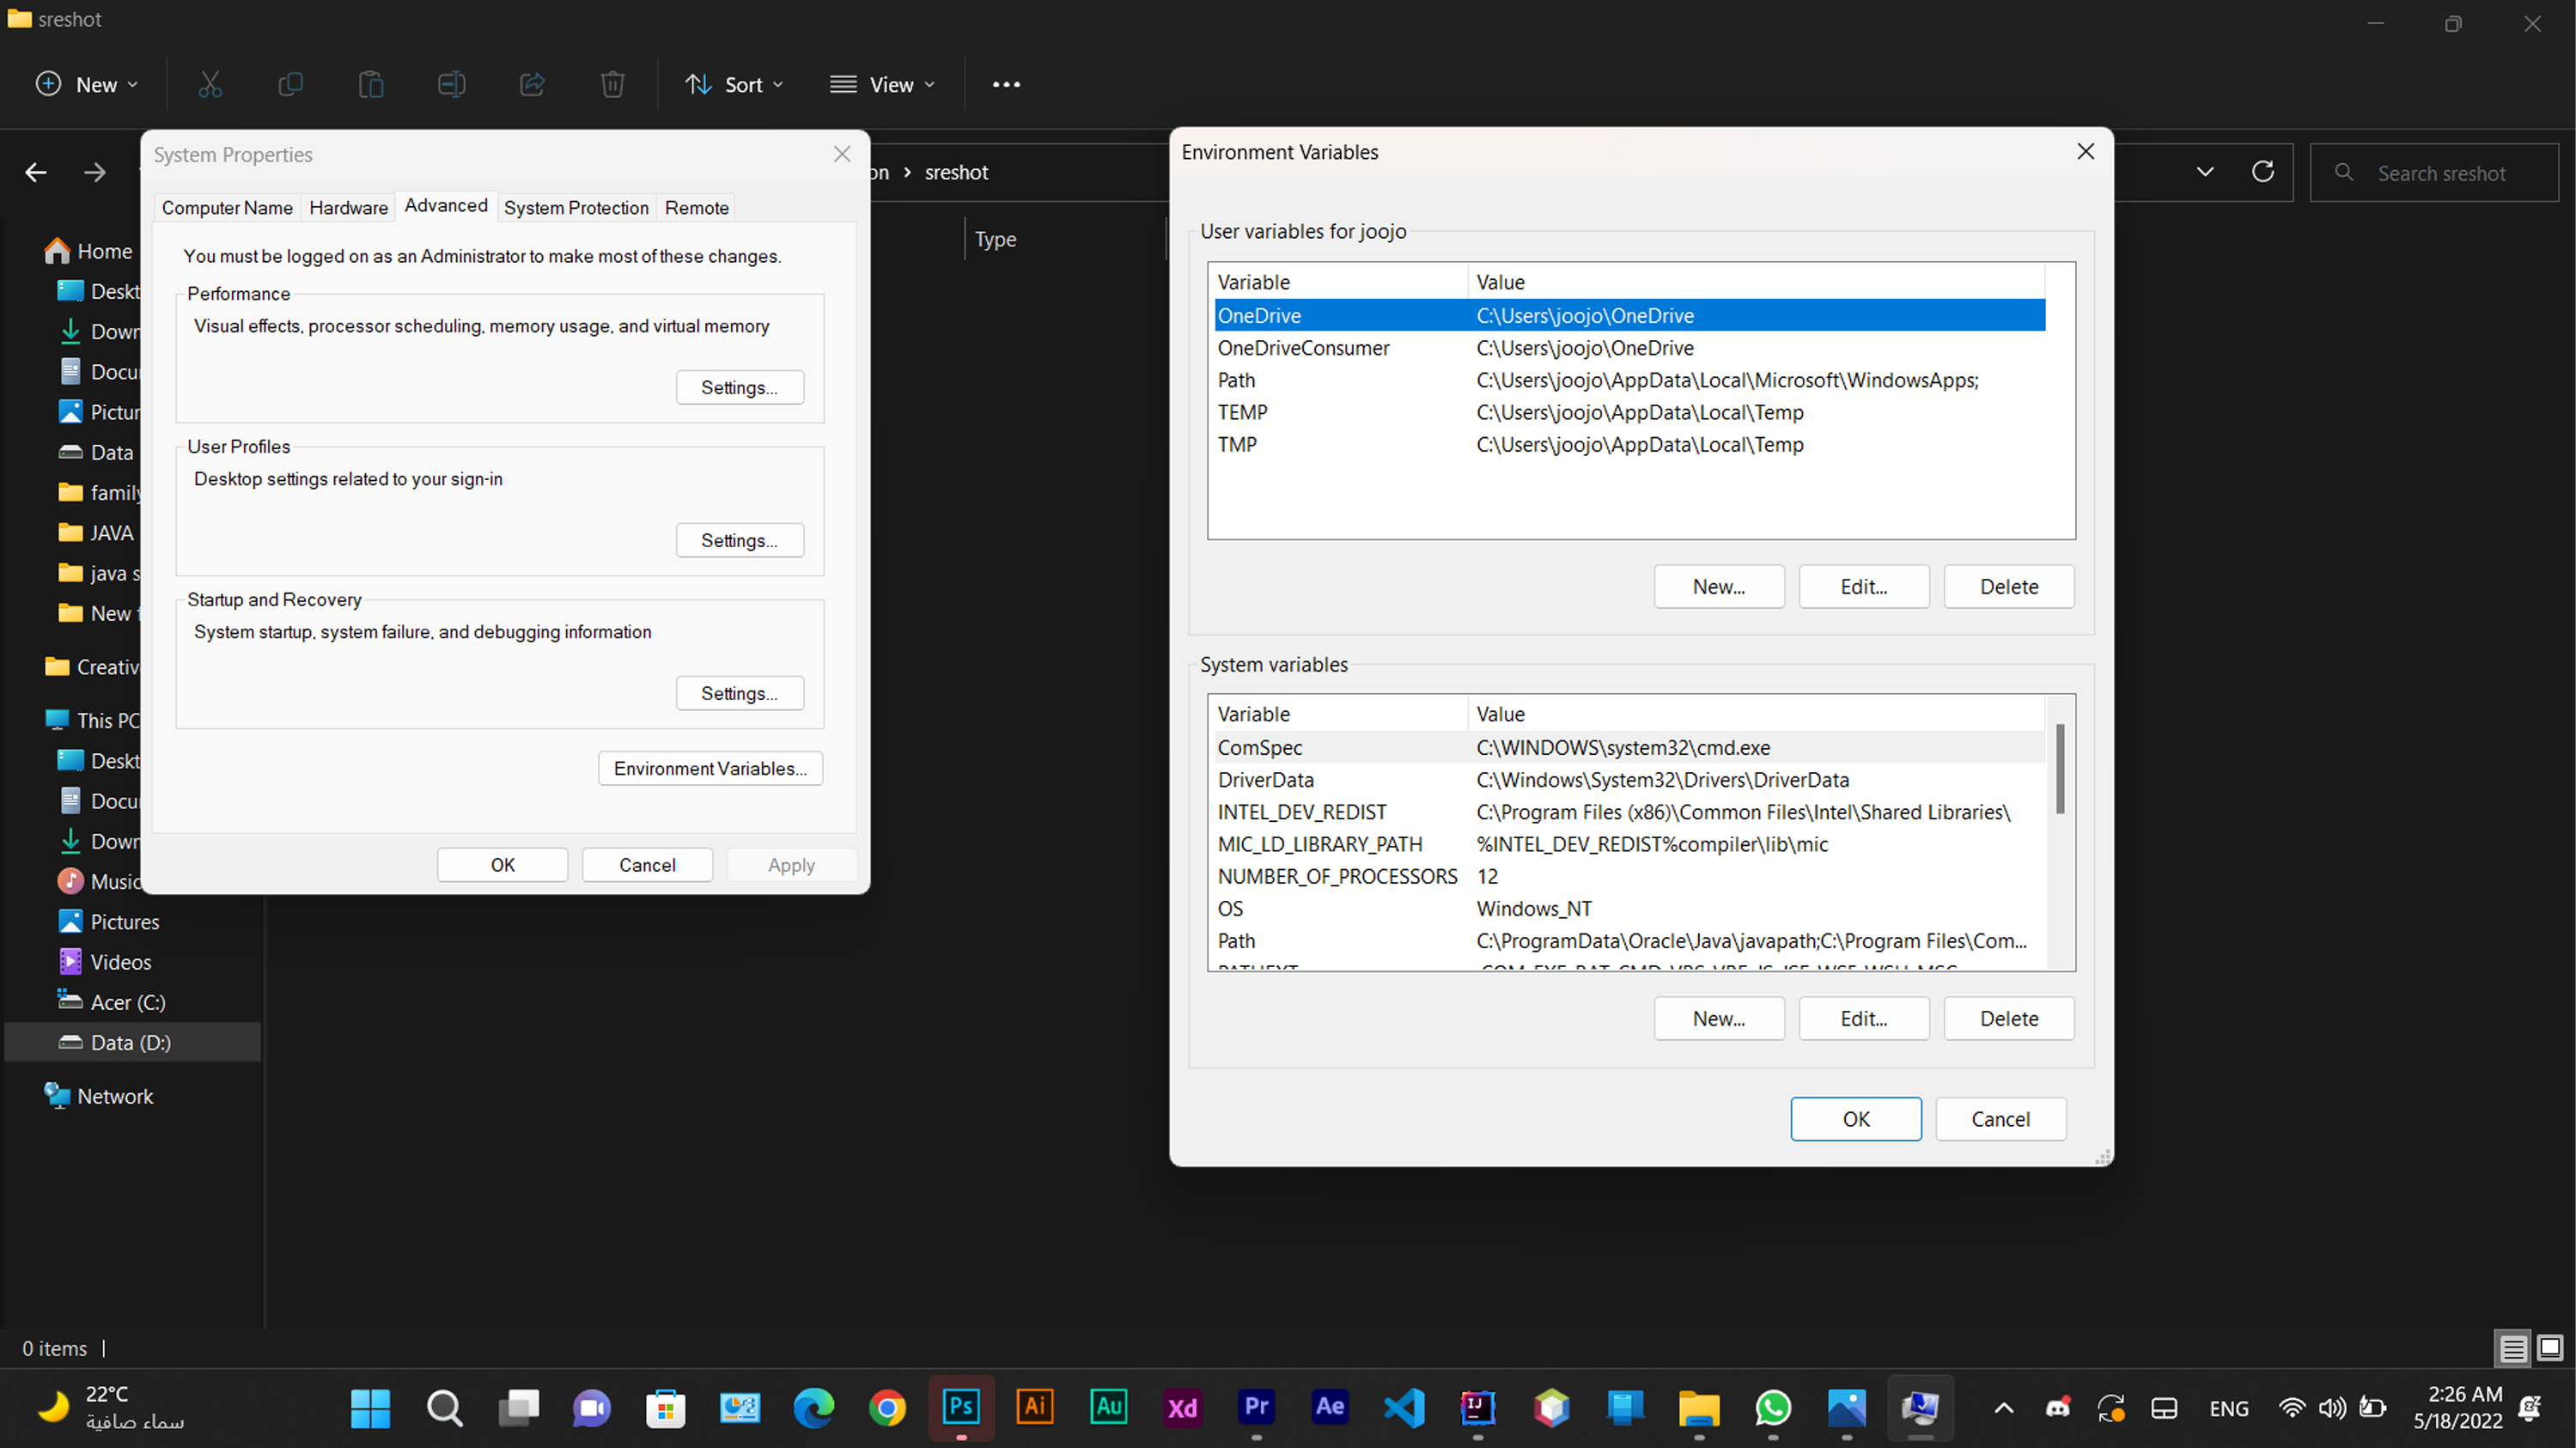 sreshot
New
Sort
View
on > sreshot
Search sreshot
Type
Home
Deskt
Down
Docu
Pictur
Data
family
JAVA
java s
New f
Creativ
This PC
Deskt
Docu
Down
Music
Pictures
Videos
Acer (C:)
Data (D:)
Network
System Properties
Computer Name Hardware Advanced System Protection Remote
You must be logged on as an Administrator to make most of these changes.
Performance
Visual effects, processor scheduling, memory usage, and virtual memory
Settings...
User Profiles
Desktop settings related to your sign-in
Settings...
Startup and Recovery
System startup, system failure, and debugging information
Settings...
Environment Variables...
OK Cancel Apply
Environment Variables
User variables for joojo
Variable Value
OneDrive C:\Users\joojo\OneDrive
OneDriveConsumer C:\Users\joojo\OneDrive
Path C:\Users\joojo\AppData\Local\Microsoft\WindowsApps;
TEMP C:\Users\joojo\AppData\Local\Temp
TMP C:\Users\joojo\AppData\Local\Temp
New... Edit... Delete
System variables
Variable Value
ComSpec C:\WINDOWS\system32\cmd.exe
DriverData C:\Windows\System32\Drivers\DriverData
INTEL_DEV_REDIST C:\Program Files (x86)\Common Files\Intel\Shared Libraries\
MIC_LD_LIBRARY_PATH %INTEL_DEV_REDIST%compiler\lib\mic
NUMBER_OF_PROCESSORS 12
OS Windows_NT
Path C:\ProgramData\Oracle\Java\javapath;C:\Program Files\Com...
New... Edit... Delete
OK Cancel
0 items
22°C
سماء صافية
Ps Ai Au Xd Pr Ae IJ
ENG
2:26 AM
5/18/2022